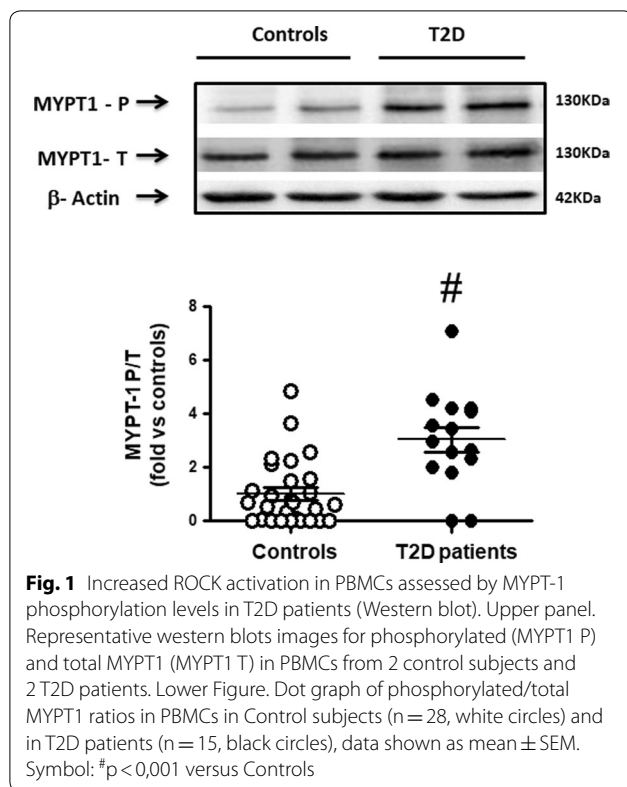 Controls T2D
MYPT1 - P → 130KDa
MYPT1- T → 130KDa
β- Actin → 42KDa
#
8
6
4
2
0
MYPT-1 P/T
(fold vs controls)
Controls T2D patients
Fig. 1 Increased ROCK activation in PBMCs assessed by MYPT-1
phosphorylation levels in T2D patients (Western blot). Upper panel.
Representative western blots images for phosphorylated (MYPT1 P)
and total MYPT1 (MYPT1 T) in PBMCs from 2 control subjects and
2 T2D patients. Lower Figure. Dot graph of phosphorylated/total
MYPT1 ratios in PBMCs in Control subjects (n = 28, white circles) and
in T2D patients (n = 15, black circles), data shown as mean ± SEM.
Symbol: #p < 0,001 versus Controls